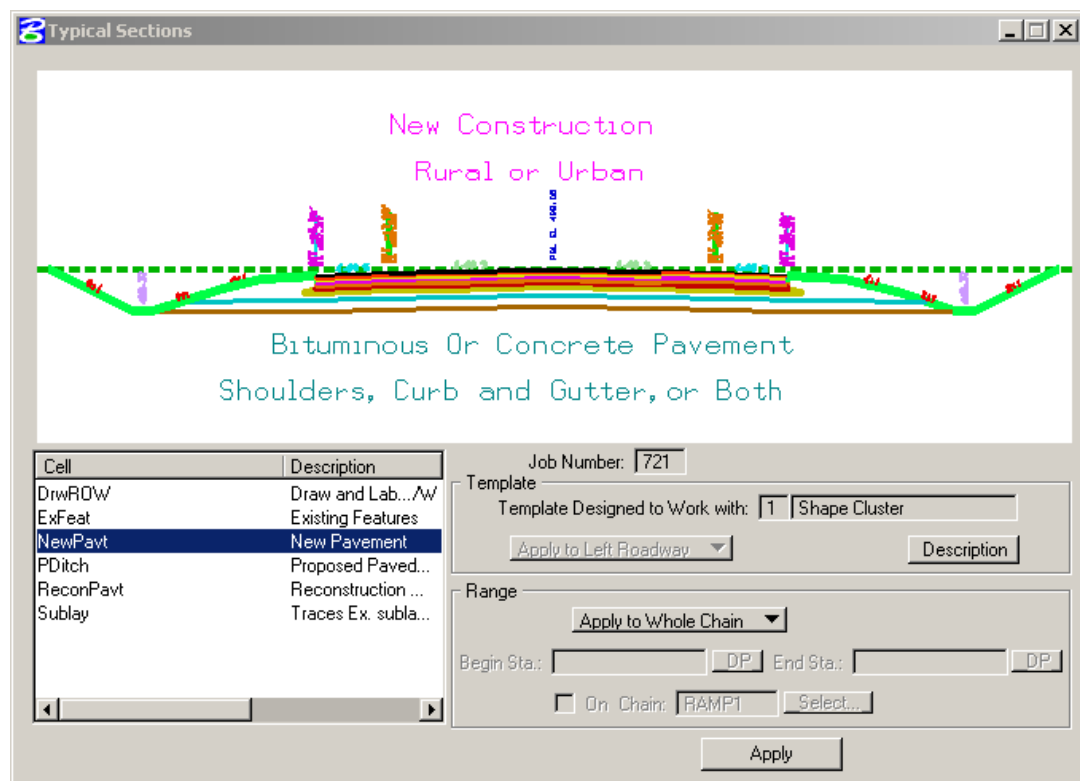 Typical Sections
New Construction
Rural or Urban
Bituminous Or Concrete Pavement
Shoulders, Curb and Gutter, or Both
Cell Description
DrwROW Draw and Lab.../W
ExFeat Existing Features
NewPavt New Pavement
PDitch Proposed Paved...
ReconPavt Reconstruction ...
Sublay Traces Ex. subla...
Job Number: 721
Template
Template Designed to Work with: 1 Shape Cluster
Apply to Left Roadway
Description
Range
Apply to Whole Chain
Begin Sta.: DP End Sta.: DP
On Chain: RAMP1 Select...
Apply